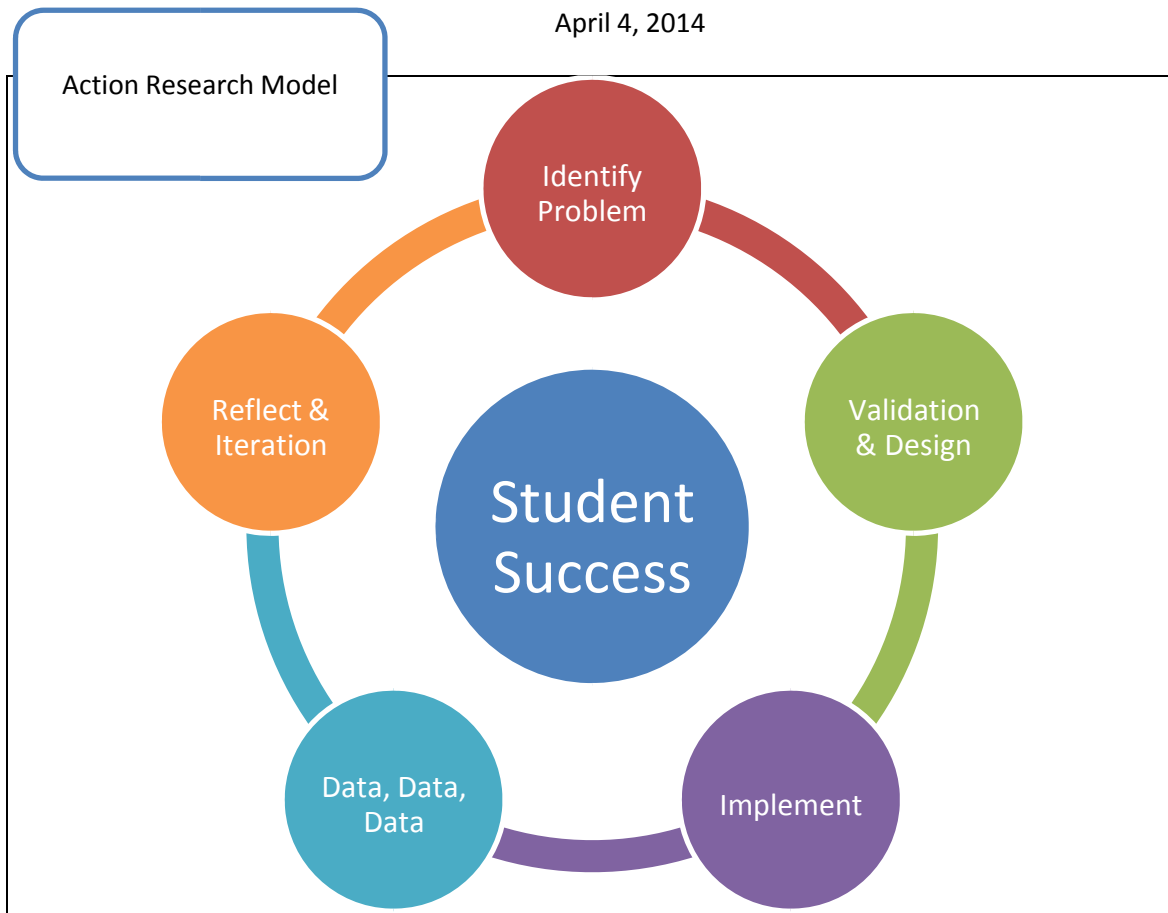 April 4, 2014
Action Research Model
Identify
Problem
Validation
& Design
Implement
Data, Data,
Data
Reflect &
Iteration
Student
Success